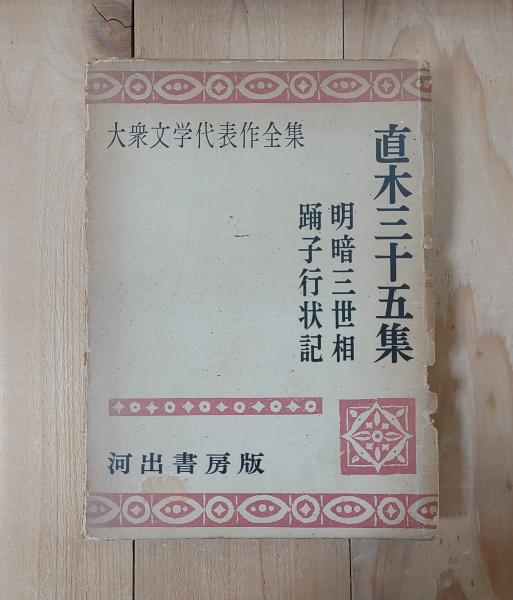 大衆文学代表作全集
直木三十五集
明暗三世相
踊子行状記
河出書房版